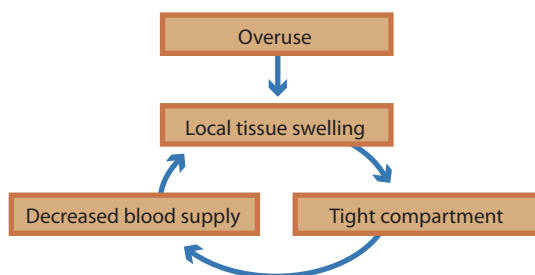 Overuse
Local tissue swelling
Decreased blood supply
Tight compartment